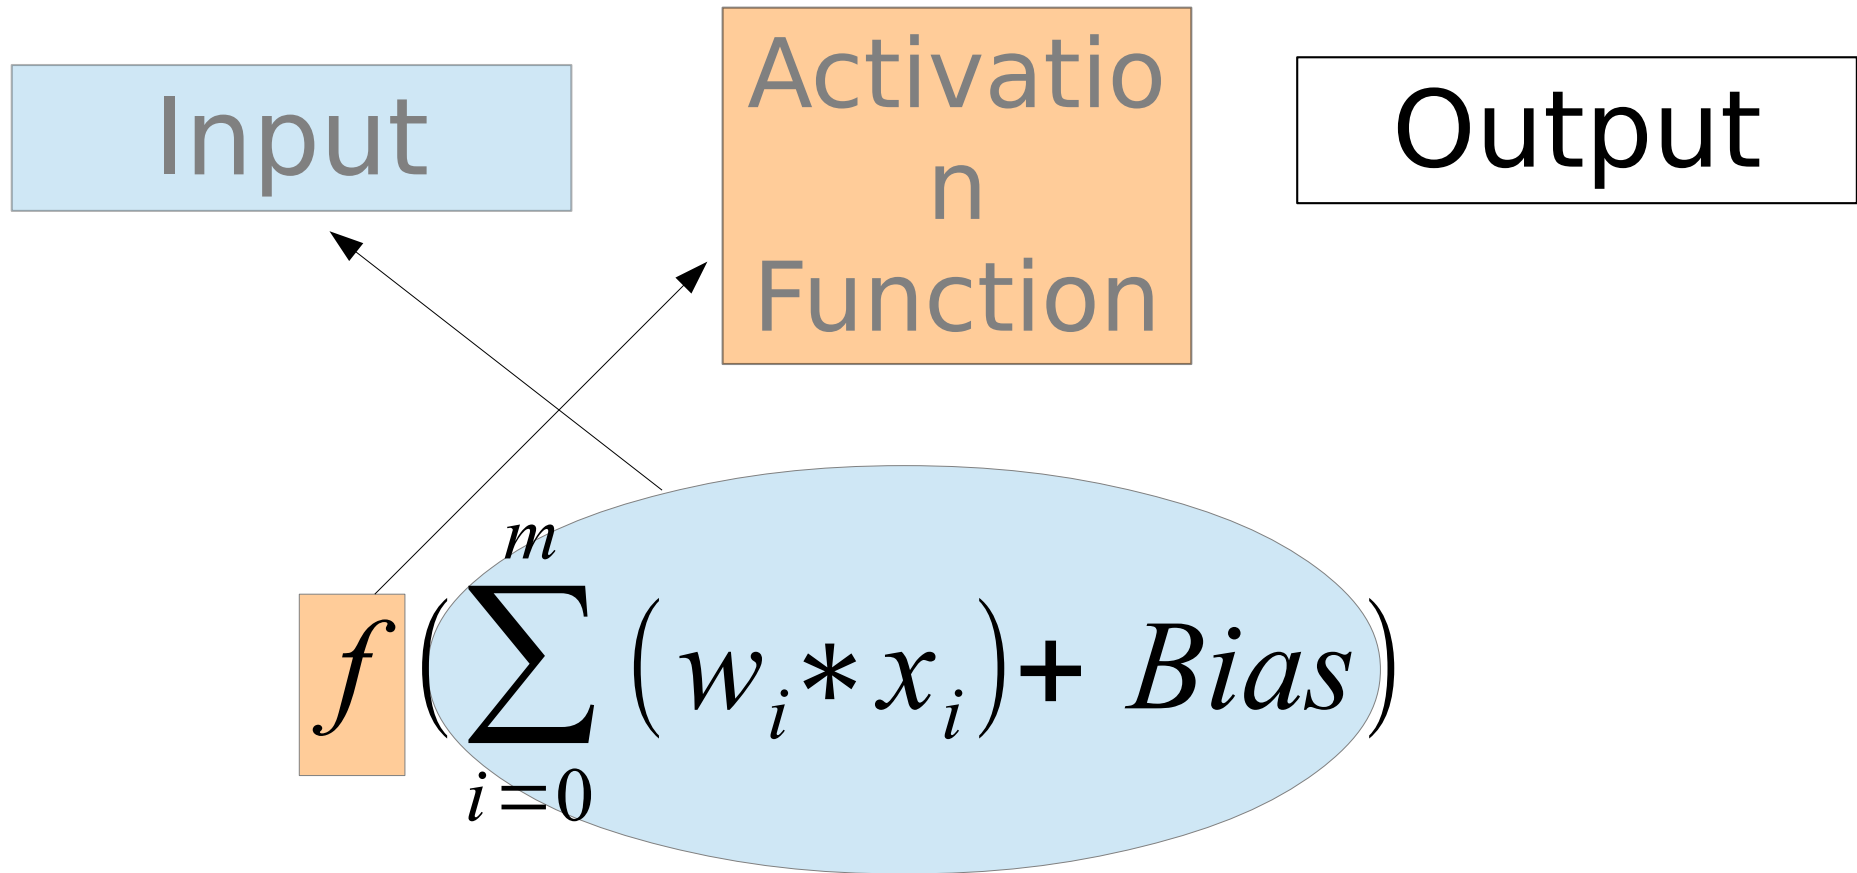 Input
Activatio
n
Function
Output
m
f(∑(w_i*x_i)+ Bias)
i=0